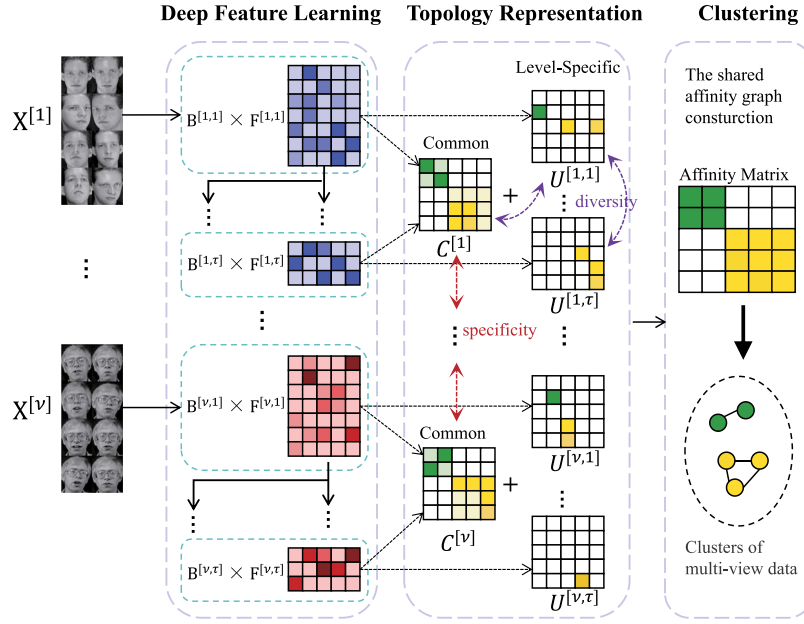 Deep Feature Learning
Topology Representation
Clustering
X^[1]
B^[1,1] × F^[1,1]
⋮
⋮
B^[1,τ] × F^[1,τ]
⋮
⋮
X^[v]
B^[v,1] × F^[v,1]
⋮
⋮
B^[v,τ] × F^[v,τ]
Level-Specific
Common
+
U^[1,1]
⋮
diversity
C^[1]
U^[1,τ]
⋮
specificity
⋮
Common
+
U^[v,1]
⋮
C^[v]
U^[v,τ]
The shared
affinity graph
consturction
Affinity Matrix
Clusters of
multi-view data